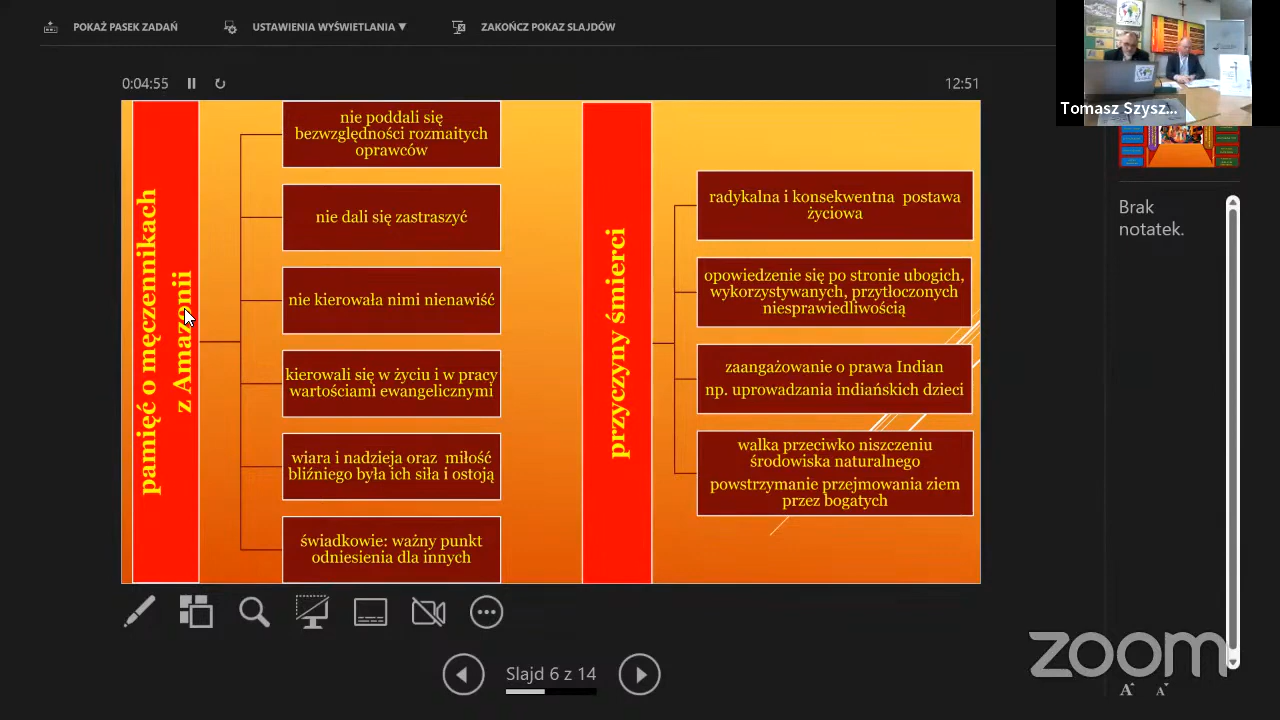 POKAŻ PASEK ZADAŃ
USTAWIENIA WYŚWIETLANIA ▼
ZAKOŃCZ POKAZ SLAJDÓW
0:04:55
12:51
Tomasz Szysz...
pamięć o męczennikach
z Amazonii
nie poddali się
bezwzględności rozmaitych
oprawców
nie dali się zastraszyć
nie kierowała nimi nienawiść
kierowali się w życiu i w pracy
wartościami ewangelicznymi
wiara i nadzieja oraz miłość
bliźniego była ich siła i ostoją
świadkowie: ważny punkt
odniesienia dla innych
przyczyny śmierci
radykalna i konsekwentna postawa
życiowa
opowiedzenie się po stronie ubogich,
wykorzystywanych, przytłoczonych
niesprawiedliwością
zaangażowanie o prawa Indian
np. uprowadzania indiańskich dzieci
walka przeciwko niszczeniu
środowiska naturalnego
powstrzymanie przejmowania ziem
przez bogatych
Brak
notatek.
Slajd 6 z 14
zoom
A A